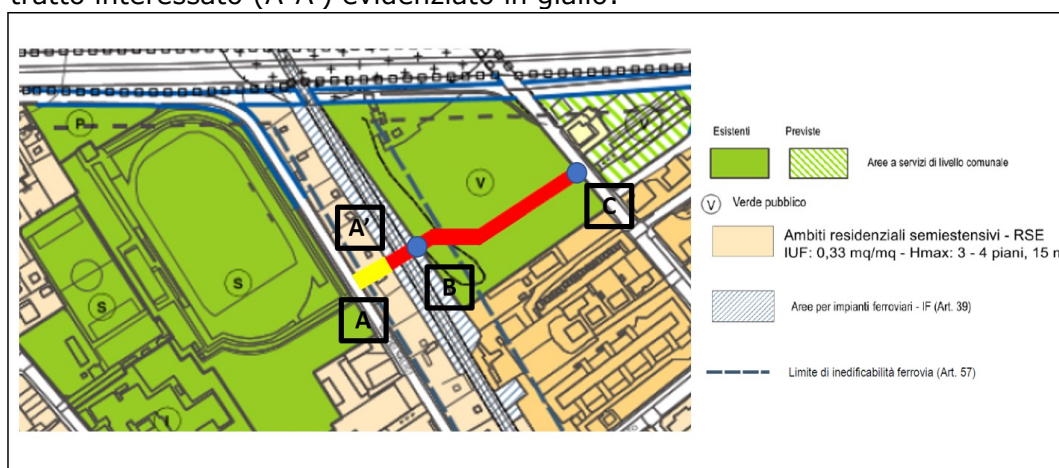 tratto interessato (A-A') evidenziato in giallo.
P
S
S
V
V
I
A'
A
B
C
Esistenti Previste
Aree a servizi di livello comunale
V Verde pubblico
Ambiti residenziali semiestensivi - RSE
IUF: 0,33 mq/mq - Hmax: 3 - 4 piani, 15 m
Aree per impianti ferroviari - IF (Art. 39)
Limite di inedificabilità ferrovia (Art. 57)